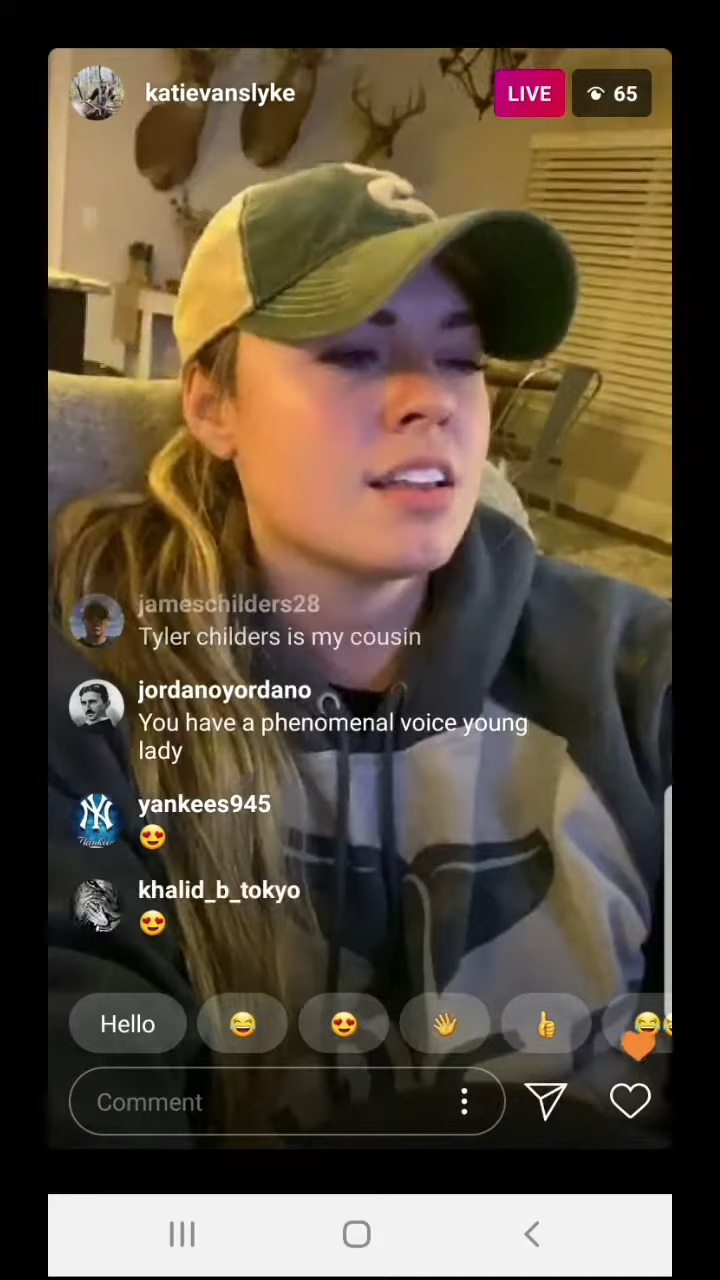 katievanslyke
LIVE
65
jameschilders28
Tyler childers is my cousin
jordanoyordano
You have a phenomenal voice young
lady
yankees945
😍
khalid_b_tokyo
😍
Hello 😂 😍 👋 👍 😂
Comment